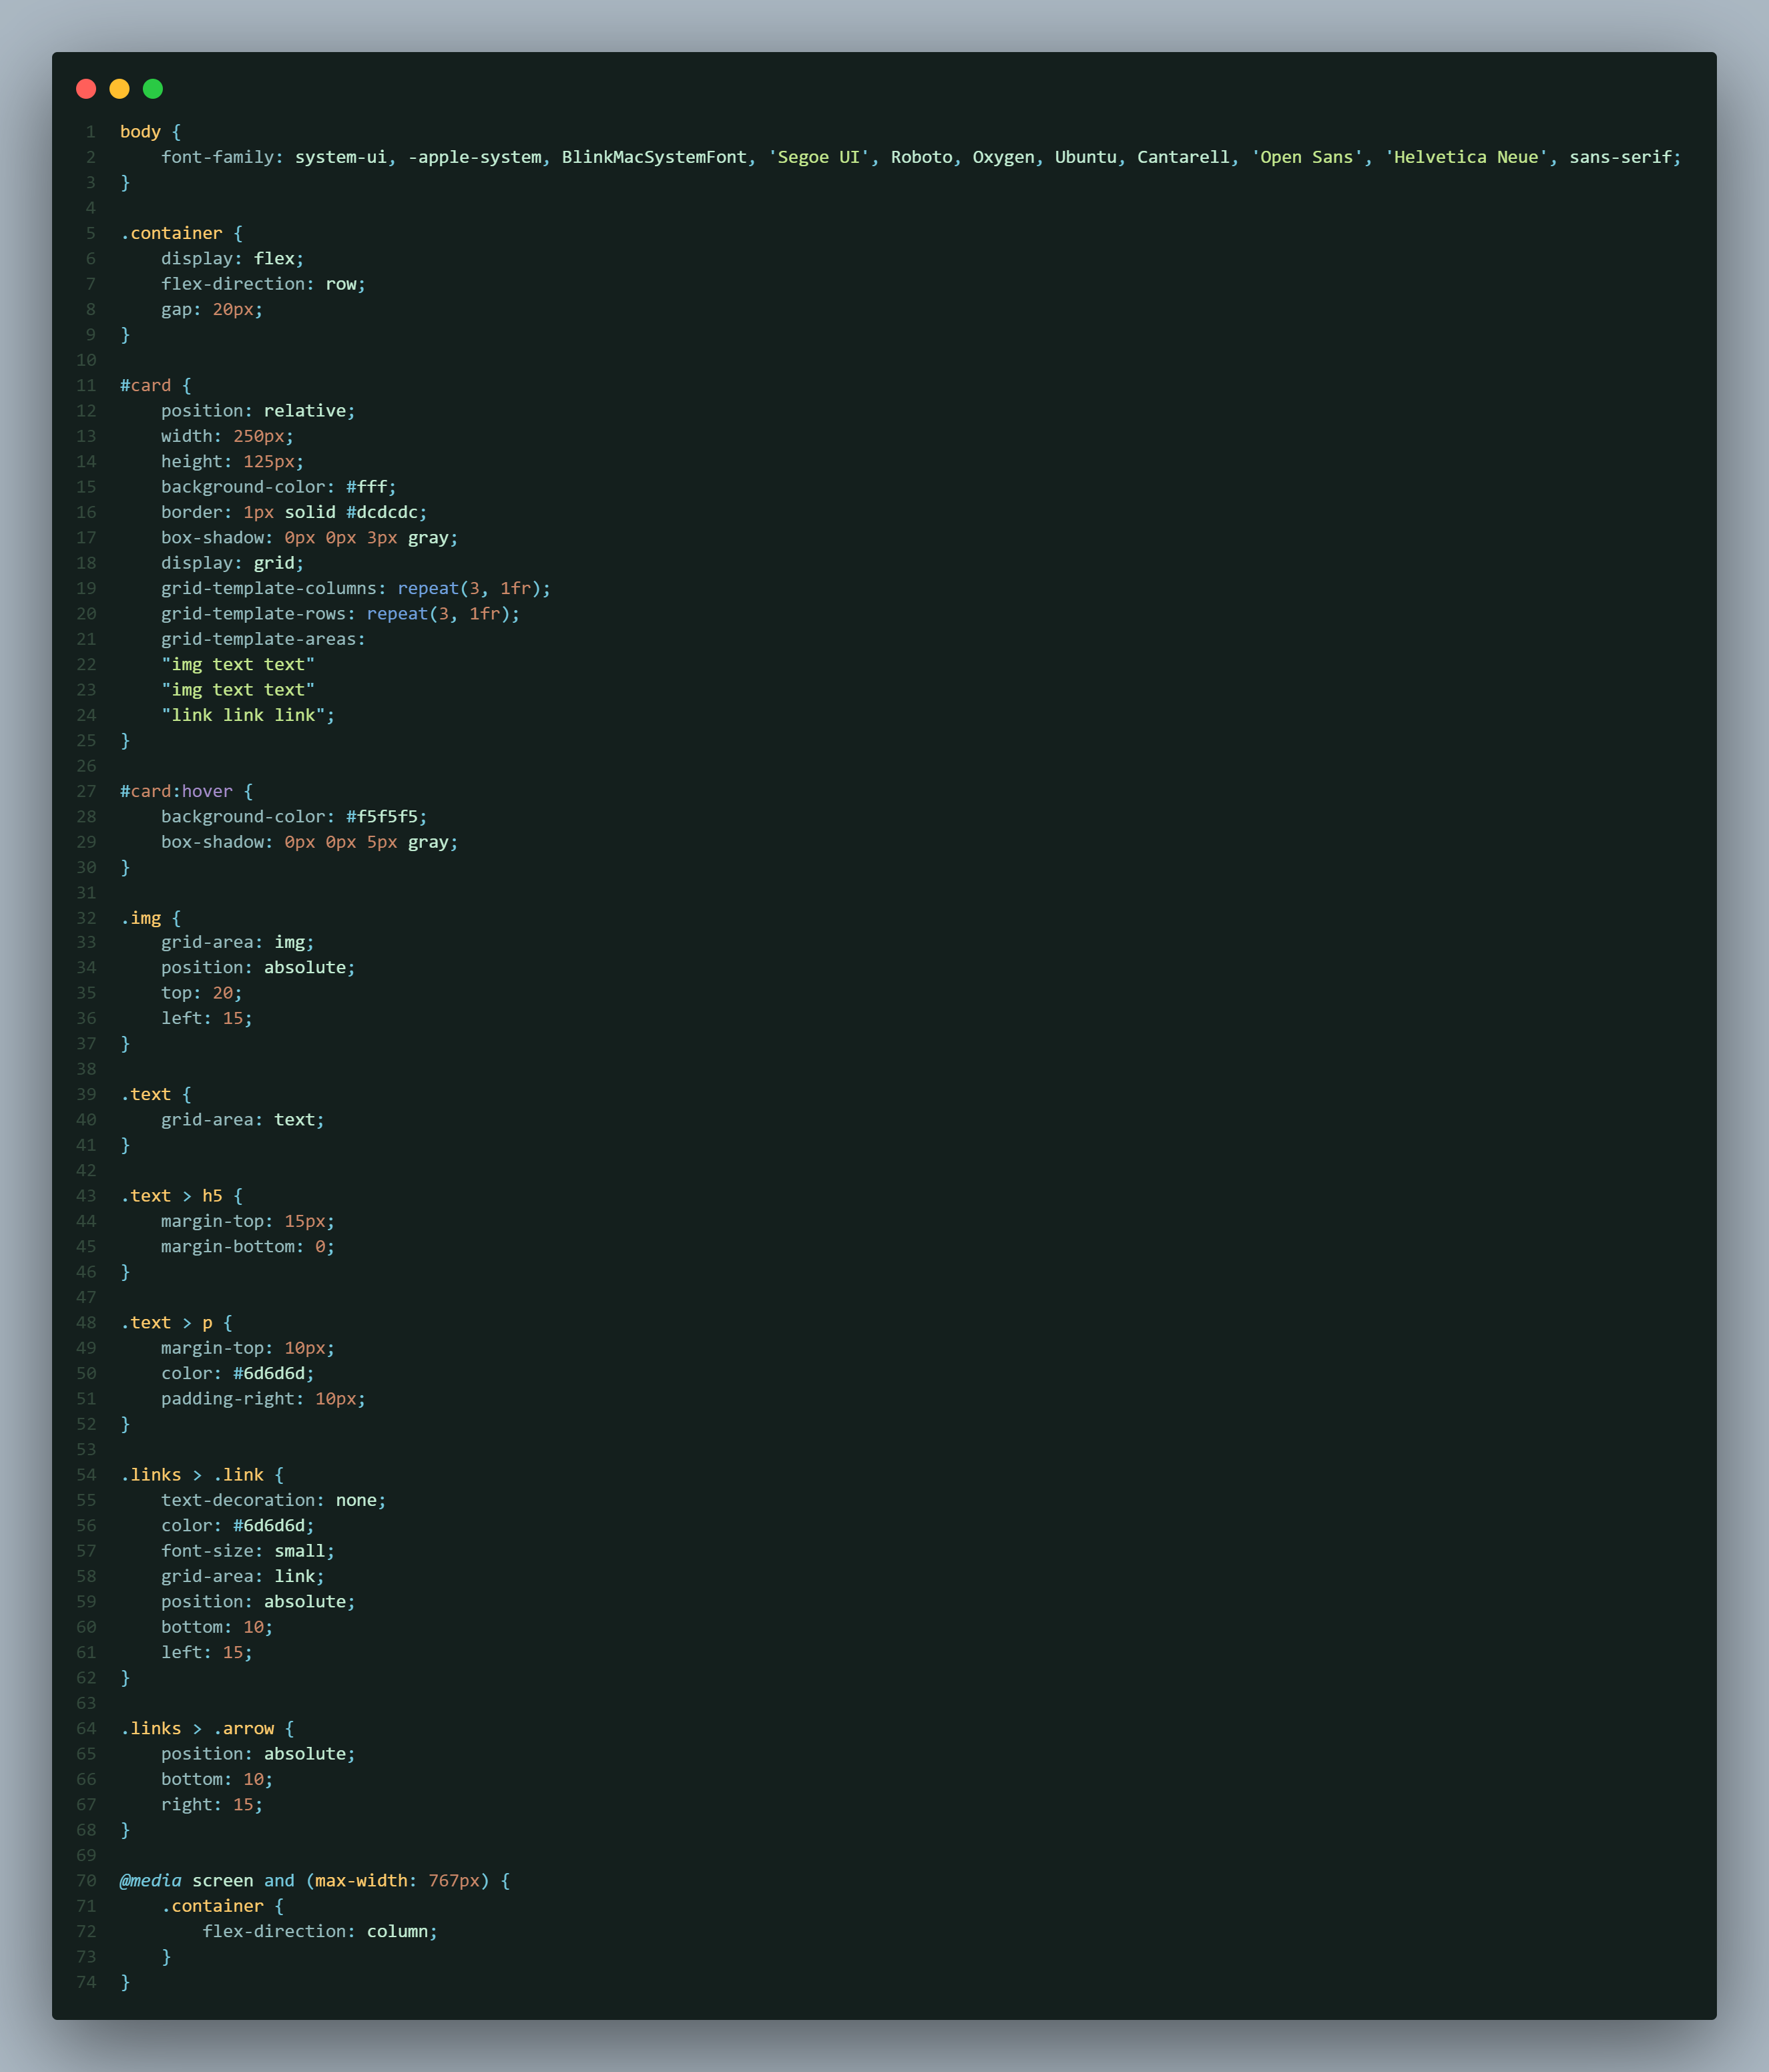 1 body {
2     font-family: system-ui, -apple-system, BlinkMacSystemFont, 'Segoe UI', Roboto, Oxygen, Ubuntu, Cantarell, 'Open Sans', 'Helvetica Neue', sans-serif;
3 }
4
5 .container {
6     display: flex;
7     flex-direction: row;
8     gap: 20px;
9 }
10
11 #card {
12     position: relative;
13     width: 250px;
14     height: 125px;
15     background-color: #fff;
16     border: 1px solid #dcdcdc;
17     box-shadow: 0px 0px 3px gray;
18     display: grid;
19     grid-template-columns: repeat(3, 1fr);
20     grid-template-rows: repeat(3, 1fr);
21     grid-template-areas:
22     "img text text"
23     "img text text"
24     "link link link";
25 }
26
27 #card:hover {
28     background-color: #f5f5f5;
29     box-shadow: 0px 0px 5px gray;
30 }
31
32 .img {
33     grid-area: img;
34     position: absolute;
35     top: 20;
36     left: 15;
37 }
38
39 .text {
40     grid-area: text;
41 }
42
43 .text > h5 {
44     margin-top: 15px;
45     margin-bottom: 0;
46 }
47
48 .text > p {
49     margin-top: 10px;
50     color: #6d6d6d;
51     padding-right: 10px;
52 }
53
54 .links > .link {
55     text-decoration: none;
56     color: #6d6d6d;
57     font-size: small;
58     grid-area: link;
59     position: absolute;
60     bottom: 10;
61     left: 15;
62 }
63
64 .links > .arrow {
65     position: absolute;
66     bottom: 10;
67     right: 15;
68 }
69
70 @media screen and (max-width: 767px) {
71     .container {
72         flex-direction: column;
73     }
74 }